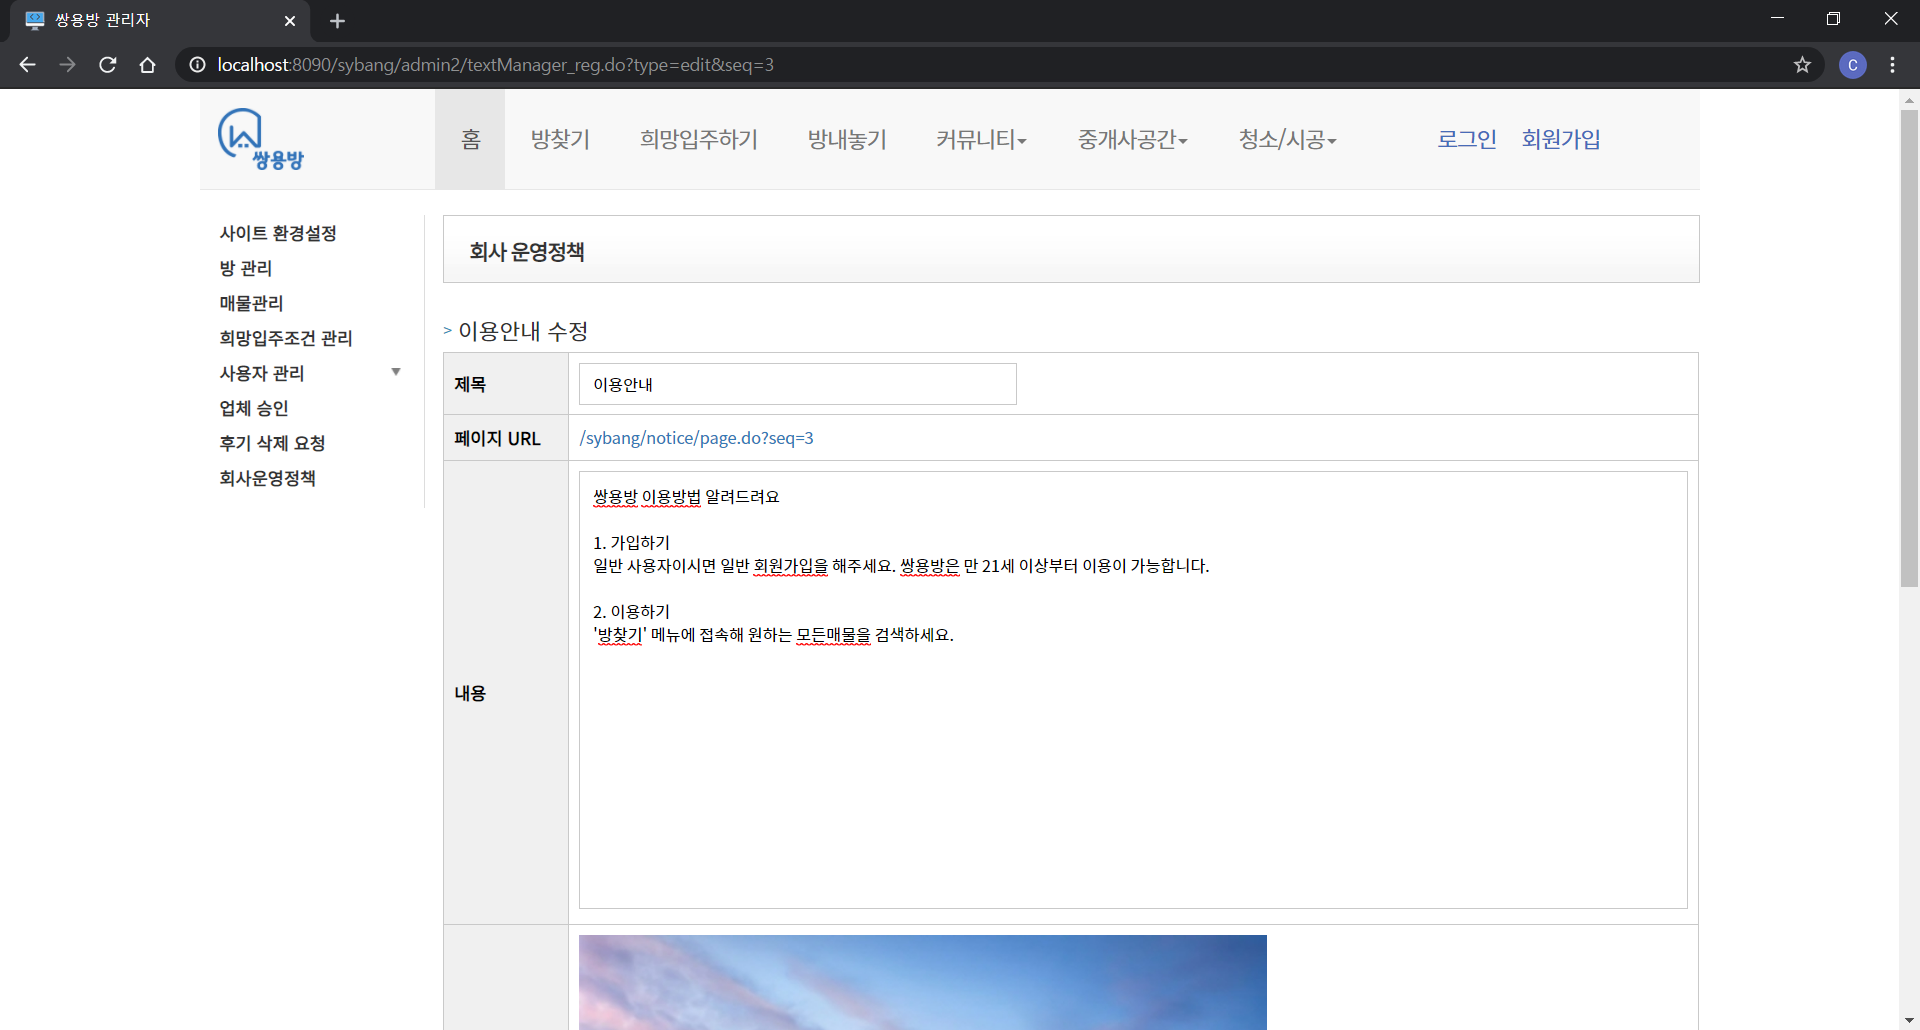 쌍용방 관리자
localhost:8090/sybang/admin2/textManager_reg.do?type=edit&seq=3
C
쌍용방
홈 방찾기 희망입주하기 방내놓기 커뮤니티 중개사공간 청소/시공 로그인 회원가입
사이트 환경설정
방 관리
매물관리
희망입주조건 관리
사용자 관리
업체 승인
후기 삭제 요청
회사운영정책
회사 운영정책
> 이용안내 수정
제목 이용안내
페이지 URL /sybang/notice/page.do?seq=3
내용
쌍용방 이용방법 알려드려요
1. 가입하기
일반 사용자이시면 일반 회원가입을 해주세요. 쌍용방은 만 21세 이상부터 이용이 가능합니다.
2. 이용하기
'방찾기' 메뉴에 접속해 원하는 모든매물을 검색하세요.